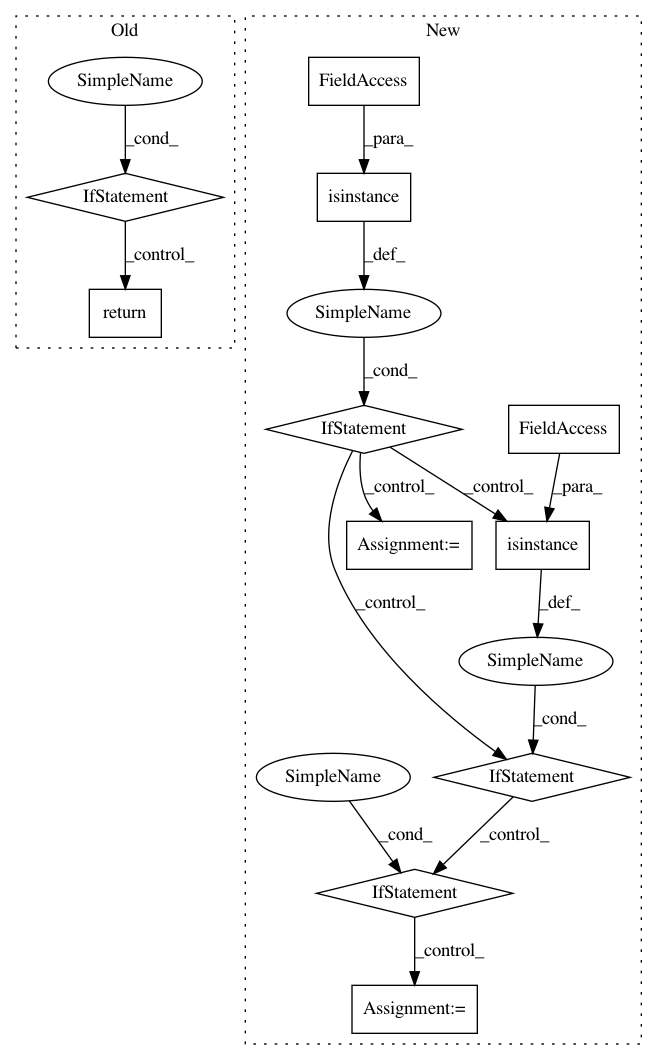 Old
New
SimpleName
FieldAccess
_cond_
_para_
IfStatement
isinstance
_control_
_def_
return
SimpleName
_cond_
IfStatement
FieldAccess
_control_
_control_
_para_
Assignment:=
isinstance
_control_
_def_
SimpleName
_cond_
SimpleName
IfStatement
_cond_
_control_
IfStatement
_control_
Assignment:=